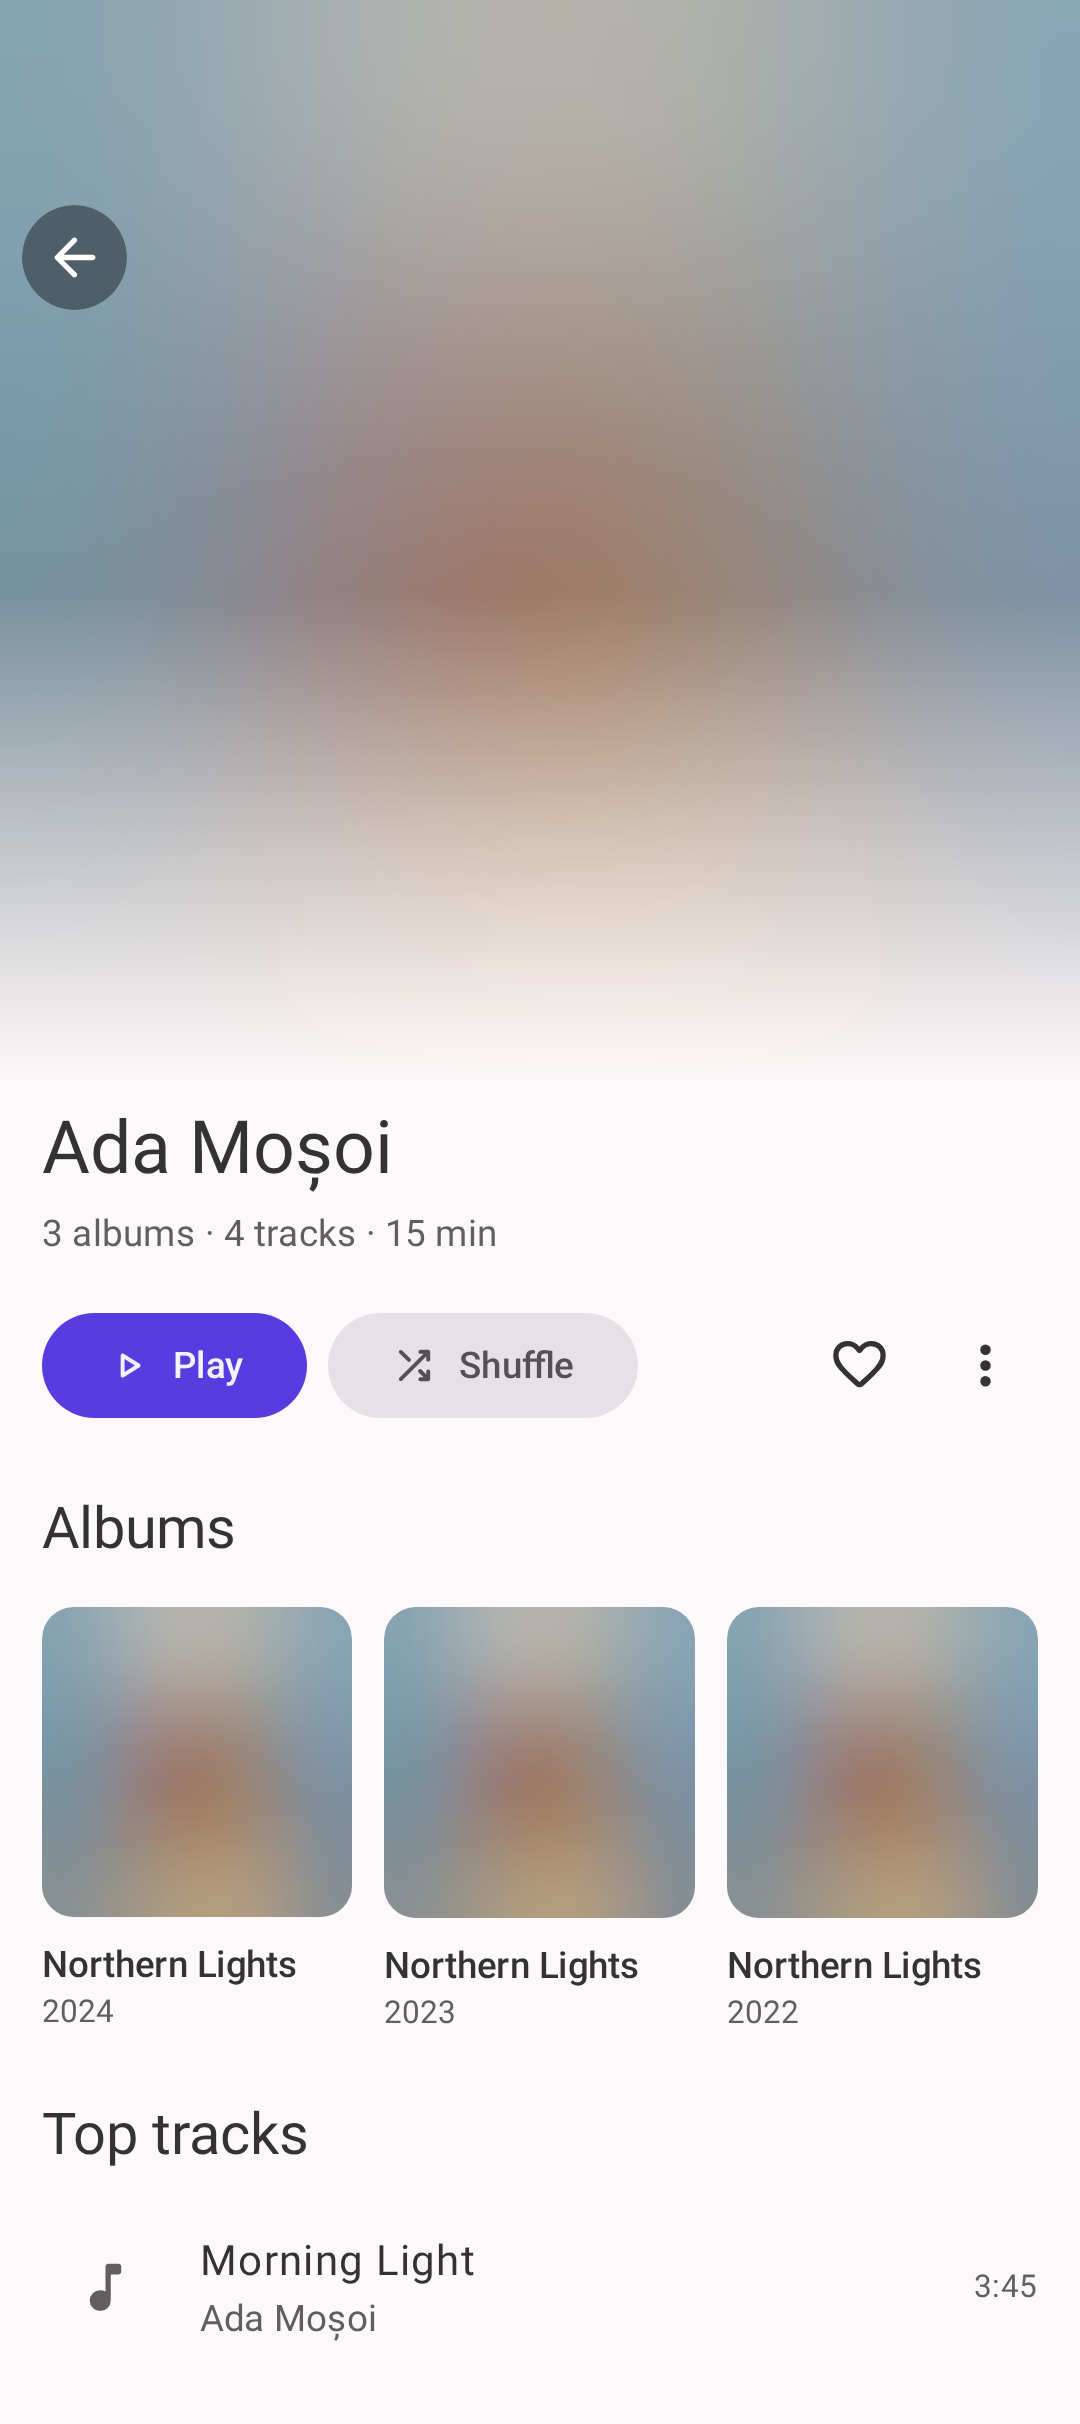 Ada Moșoi
3 albums · 4 tracks · 15 min
Play
Shuffle
Albums
Northern Lights
2024
Northern Lights
2023
Northern Lights
2022
Top tracks
Morning Light
Ada Moșoi
3:45